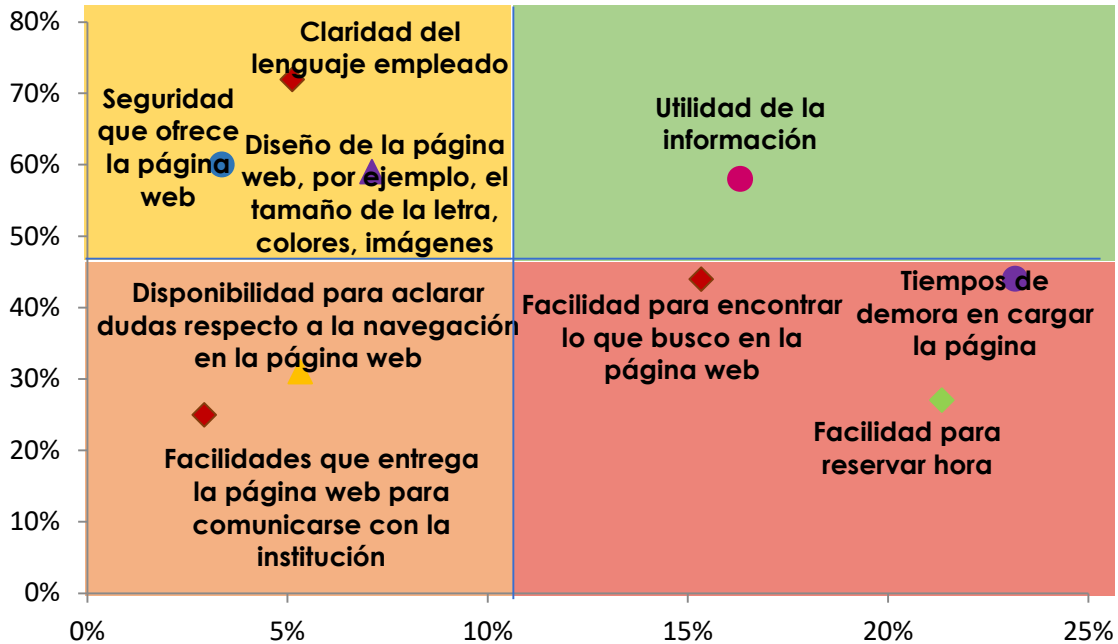 80%
70%
60%
50%
40%
30%
20%
10%
0%
Claridad del
lenguaje empleado
Seguridad
que ofrece
la página
web
Diseño de la página
web, por ejemplo, el
tamaño de la letra,
colores, imágenes
Utilidad de la
información
Disponibilidad para aclarar
dudas respecto a la navegación
en la página web
Facilidad para encontrar
lo que busco en la
página web
Tiempos de
demora en cargar
la página
Facilidades que entrega
la página web para
comunicarse con la
institución
Facilidad para
reservar hora
0%
5%
10%
15%
20%
25%